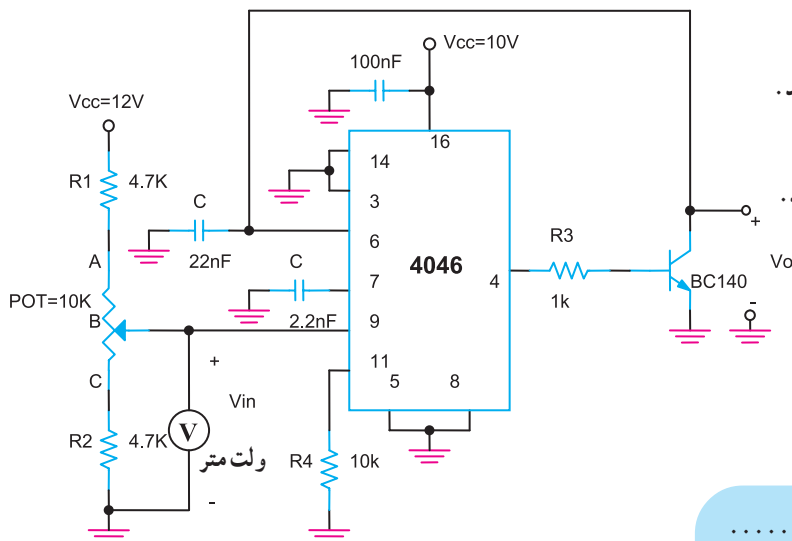 Vcc=10V
100nF
Vcc=12V
16
14
R1
4.7K
3
C
R3
+
6
22nF
C
4046
4
Vo
A
7
BC140
POT=10K
1k
-
B
2.2nF
9
+
11
C
5
8
Vin
V
R2
4.7K
ولت متر
R4
10k
-
......